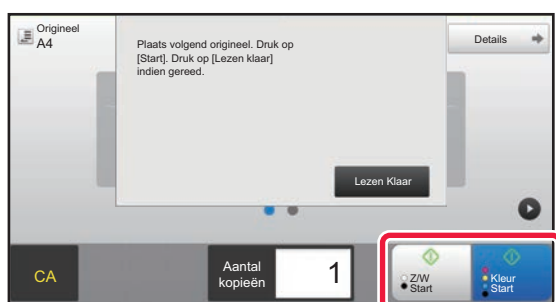 Origineel
A4
Plaats volgend origineel. Druk op
[Start]. Druk op [Lezen klaar]
indien gereed.
Details
Lezen Klaar
CA
Aantal
kopieën
1
Z/W
Start
Kleur
Start